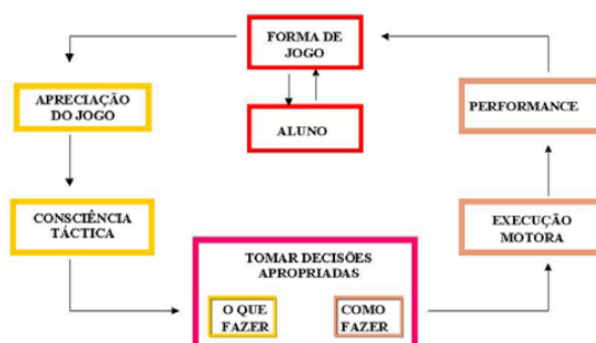 FORMA DE
JOGO
APRECIAÇÃO
DO JOGO
ALUNO
PERFORMANCE
CONSCIÊNCIA
TÁCTICA
EXECUÇÃO
MOTORA
TOMAR DECISÕES
APROPRIADAS
O QUE
FAZER
COMO
FAZER